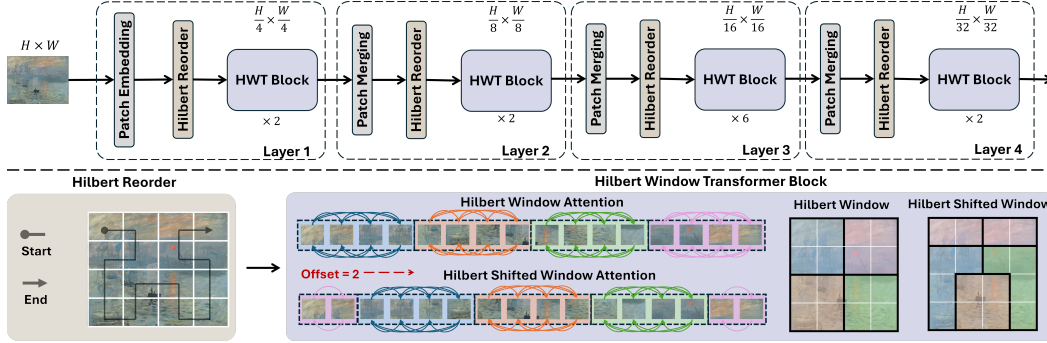 H × W
Patch Embedding
Hilbert Reorder
H/4 × W/4
HWT Block
× 2
Layer 1
Patch Merging
Hilbert Reorder
H/8 × W/8
HWT Block
× 2
Layer 2
Patch Merging
Hilbert Reorder
H/16 × W/16
HWT Block
× 6
Layer 3
Patch Merging
Hilbert Reorder
H/32 × W/32
HWT Block
× 2
Layer 4
Hilbert Reorder
Start
End
Hilbert Window Transformer Block
Hilbert Window Attention
Offset = 2
Hilbert Shifted Window Attention
Hilbert Window
Hilbert Shifted Window